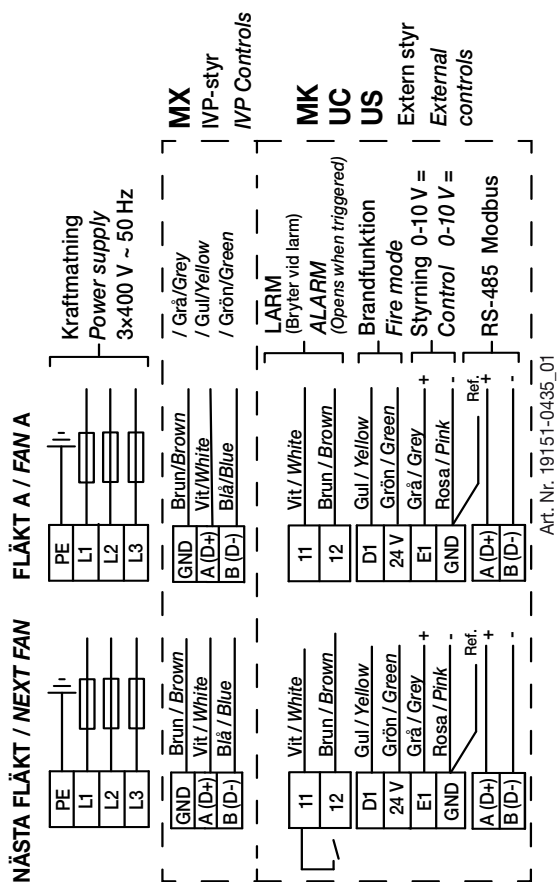 NÄSTA FLÄKT / NEXT FAN
PE
L1
L2
L3
GND Brun / Brown
A (D+) Vit / White
B (D-) Blå / Blue
11 Vit / White
12 Brun / Brown
D1 Gul / Yellow
24 V Grön / Green
E1 Grå / Grey +
GND Rosa / Pink -
Ref.
A (D+) +
B (D-) -
FLÄKT A / FAN A
PE
L1
L2
L3
Kraftmatning
Power supply
3×400 V ~ 50 Hz
GND Brun/Brown / Grå/Grey
A (D+) Vit/White / Gul/Yellow
B (D-) Blå/Blue / Grön/Green
MX
IVP-styr
IVP Controls
11 Vit / White
12 Brun / Brown
LARM
(Bryter vid larm)
ALARM
(Opens when triggered)
D1 Gul / Yellow
24 V Grön / Green
Brandfunktion
Fire mode
E1 Grå / Grey +
GND Rosa / Pink -
Styrning 0-10 V =
Control 0-10 V =
Ref.
A (D+) +
B (D-) -
RS-485 Modbus
MK
UC
US
Extern styr
External
controls
Art. Nr. 19151-0435_01